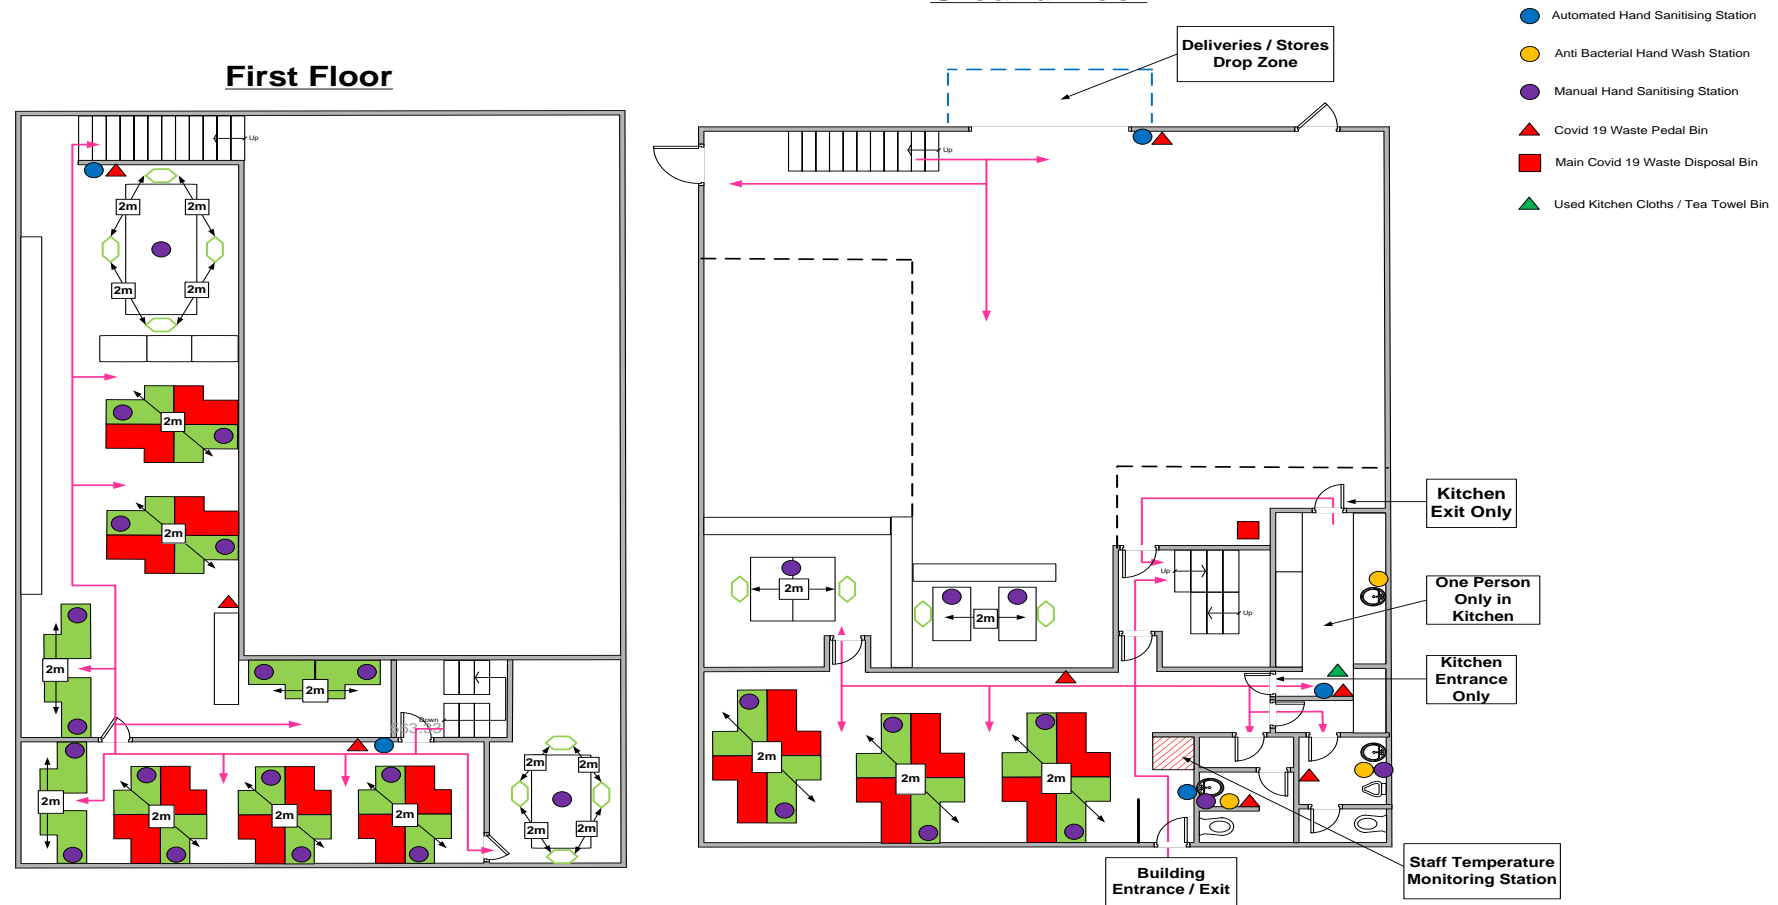 First Floor
Automated Hand Sanitising Station
Anti Bacterial Hand Wash Station
Manual Hand Sanitising Station
Covid 19 Waste Pedal Bin
Main Covid 19 Waste Disposal Bin
Used Kitchen Cloths / Tea Towel Bin
Deliveries / Stores
Drop Zone
Up
2m
2m
2m
2m
2m
2m
2m
2m
Down
2m
2m
2m
2m
2m
2m
2m
2m
Up
2m
2m
Up
Up
2m
2m
2m
Kitchen
Exit Only
One Person
Only in
Kitchen
Kitchen
Entrance
Only
Building
Entrance / Exit
Staff Temperature
Monitoring Station